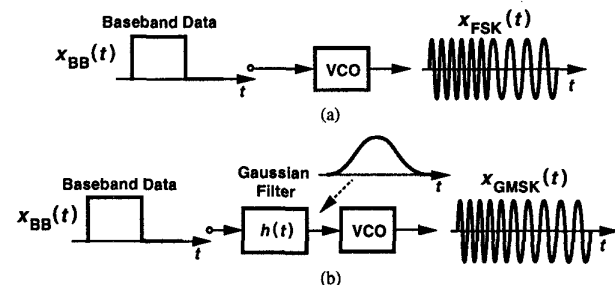 Baseband Data
x_BB(t)
t
VCO
x_FSK(t)
t
(a)
Baseband Data
x_BB(t)
t
Gaussian
Filter
t
h(t)
VCO
x_GMSK(t)
t
(b)